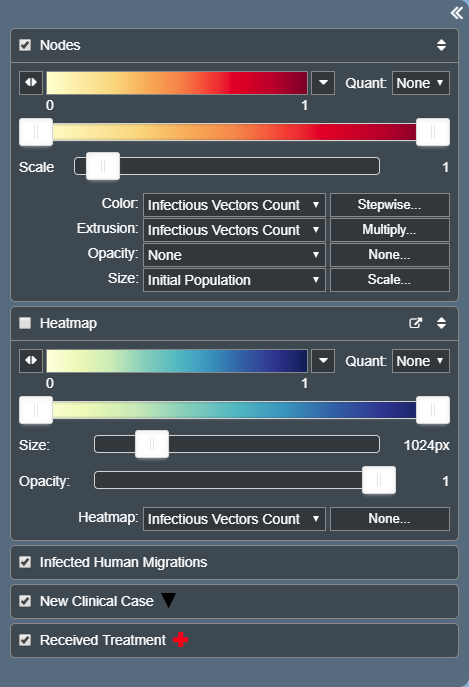 Nodes
Quant: None
0 1
Scale 1
Color: Infectious Vectors Count Stepwise...
Extrusion: Infectious Vectors Count Multiply...
Opacity: None None...
Size: Initial Population Scale...
Heatmap
Quant: None
0 1
Size: 1024px
Opacity: 1
Heatmap: Infectious Vectors Count None...
Infected Human Migrations
New Clinical Case
Received Treatment